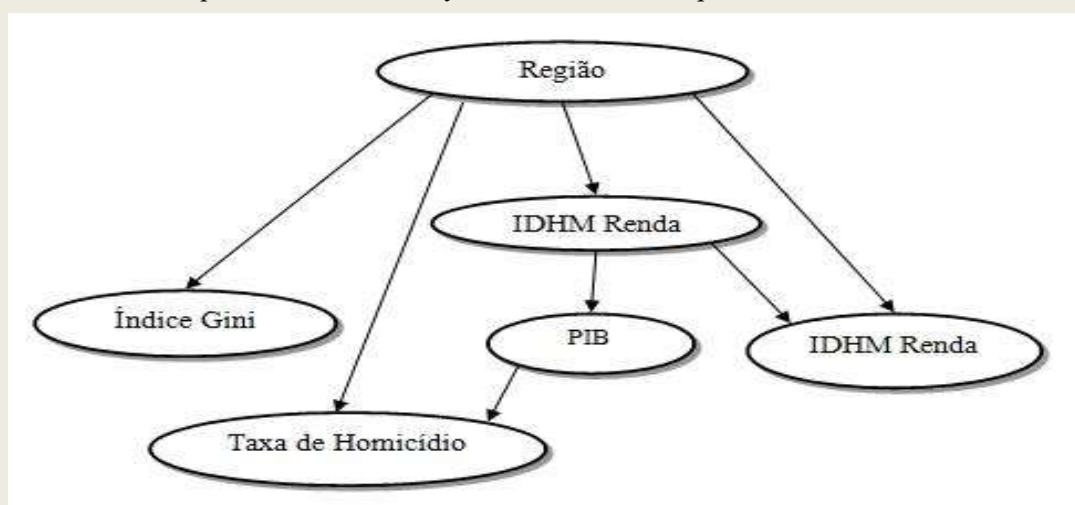 Região
IDHM Renda
Índice Gini
PIB
IDHM Renda
Taxa de Homicídio